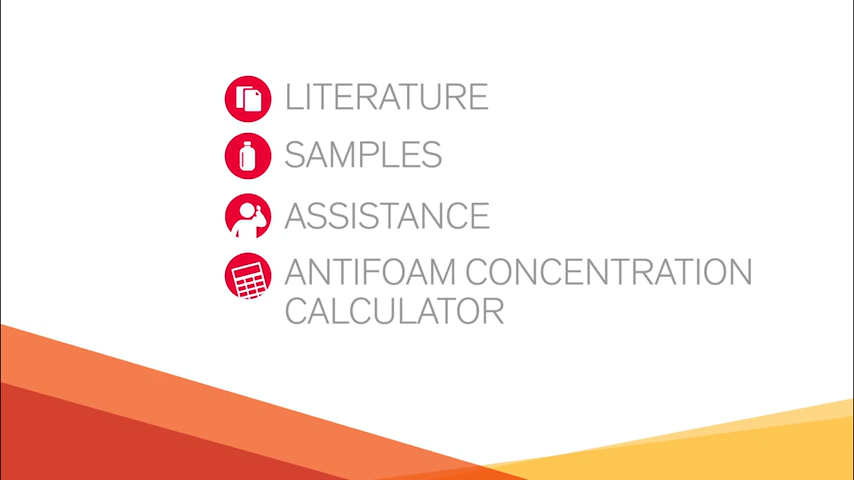 LITERATURE
SAMPLES
ASSISTANCE
ANTIFOAM CONCENTRATION
CALCULATOR